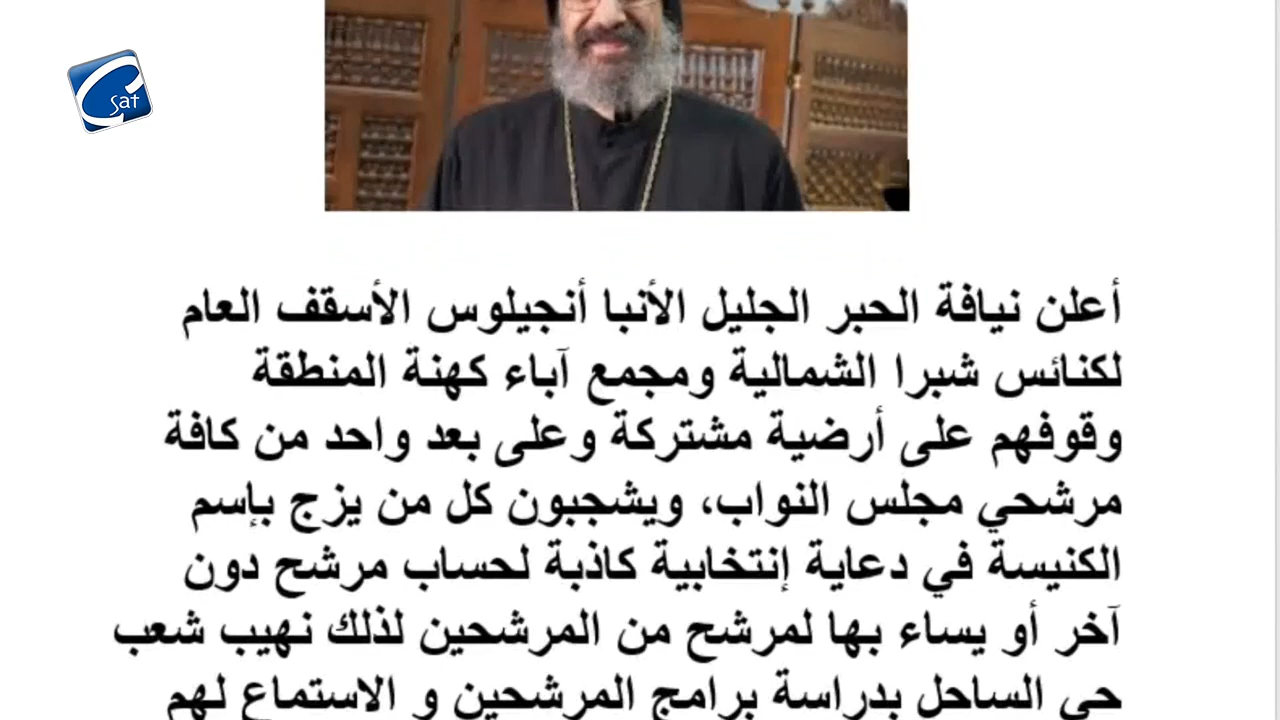 C Sat
أعلن نيافة الحبر الجليل الأنبا أنجيلوس الأسقف العام
لكنائس شبرا الشمالية ومجمع آباء كهنة المنطقة
وقوفهم على أرضية مشتركة وعلى بعد واحد من كافة
مرشحي مجلس النواب، ويشجبون كل من يزج بإسم
الكنيسة في دعاية إنتخابية كاذبة لحساب مرشح دون
آخر أو يساء بها لمرشح من المرشحين لذلك نهيب شعب
حي الساحل بدراسة برامج المرشحين و الاستماع لهم